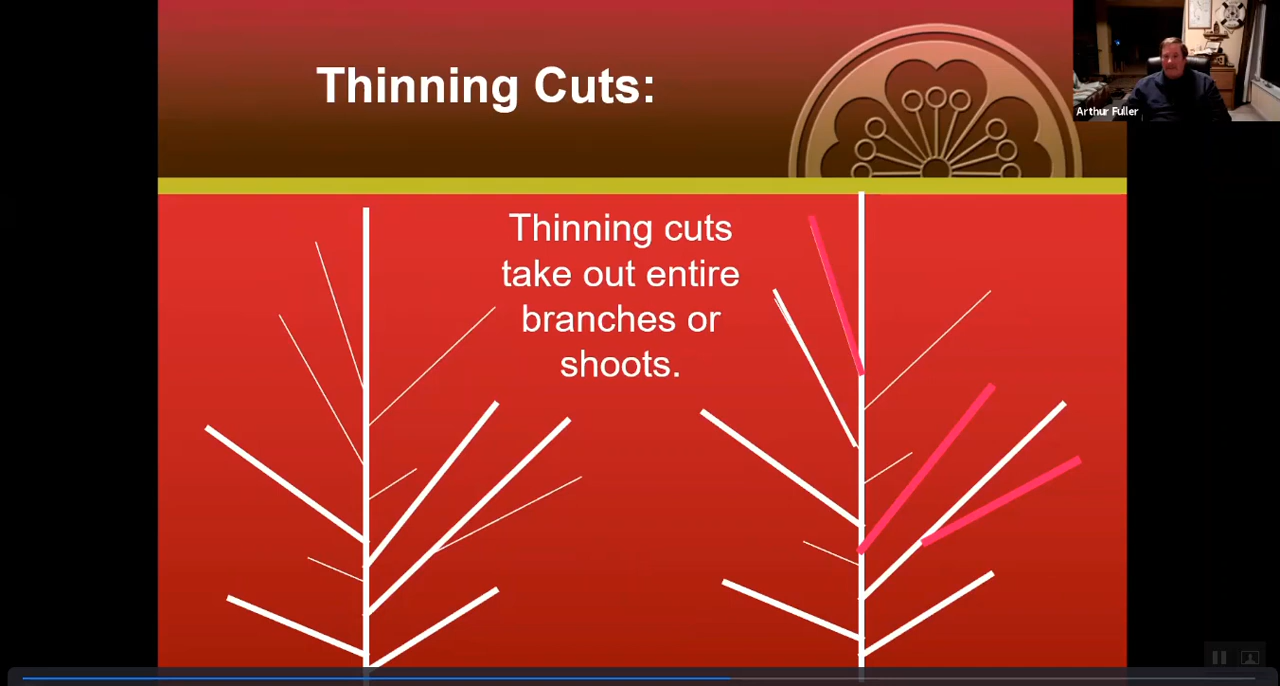 Thinning Cuts:
Arthur Fuller
Thinning cuts
take out entire
branches or
shoots.